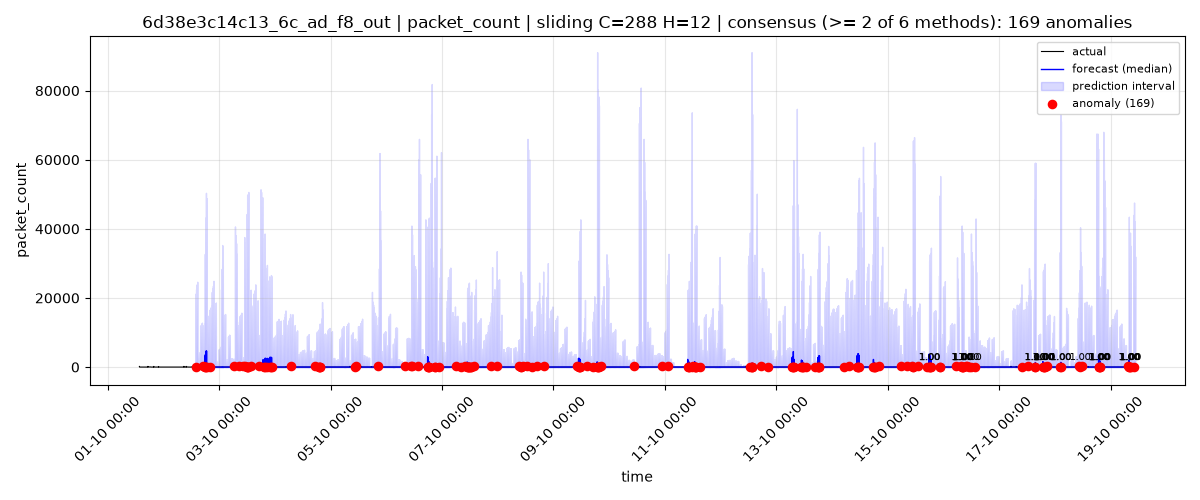 6d38e3c14c13_6c_ad_f8_out | packet_count | sliding C=288 H=12 | consensus (>= 2 of 6 methods): 169 anomalies
actual
forecast (median)
prediction interval
anomaly (169)
packet_count
80000
60000
40000
20000
0
1.00
1.00
1.00
1.00
01-10 00:00
03-10 00:00
05-10 00:00
07-10 00:00
09-10 00:00
11-10 00:00
13-10 00:00
15-10 00:00
17-10 00:00
19-10 00:00
time